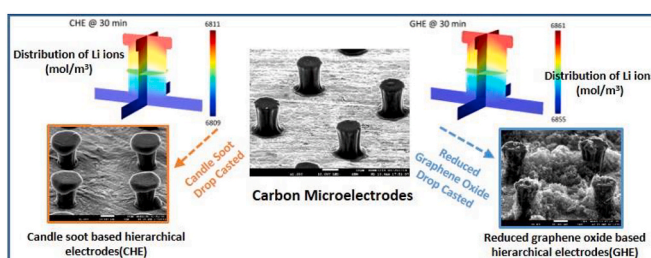 CHE @ 30 min
6811
Distribution of Li ions
(mol/m³)
6809
GHE @ 30 min
6861
Distribution of Li ions
(mol/m³)
6855
Candle Soot
Drop Casted
Reduced
Graphene Oxide
Drop Casted
Carbon Microelectrodes
Candle soot based hierarchical
electrodes(CHE)
Reduced graphene oxide based
hierarchical electrodes(GHE)